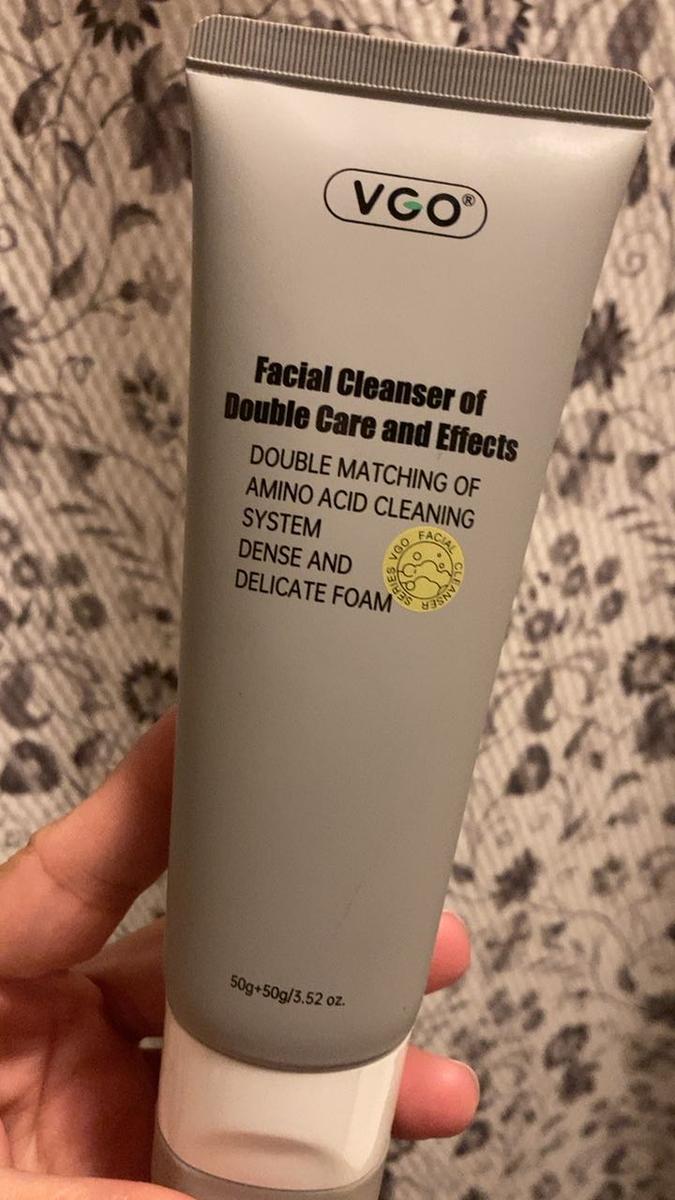 VGO®
Facial Cleanser of
Double Care and Effects
DOUBLE MATCHING OF
AMINO ACID CLEANING
SYSTEM
DENSE AND
DELICATE FOAM
VGO FACIAL CLEANSER SERIES
50g+50g/3.52 oz.